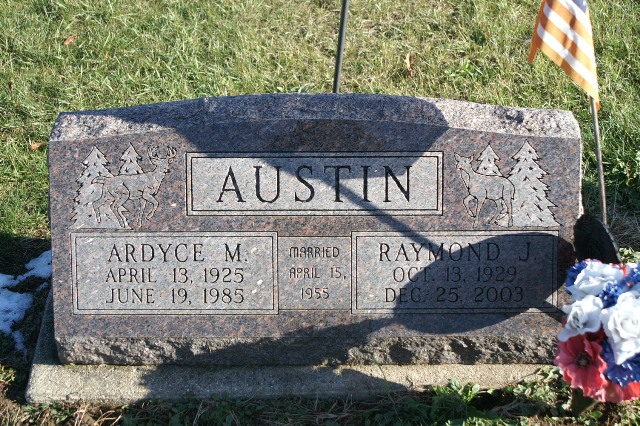 AUSTIN
ARDYCE M.
APRIL 13, 1925
JUNE 19, 1985
MARRIED
APRIL 15,
1955
RAYMOND J.
OCT. 13, 1929
DEC. 25, 2003